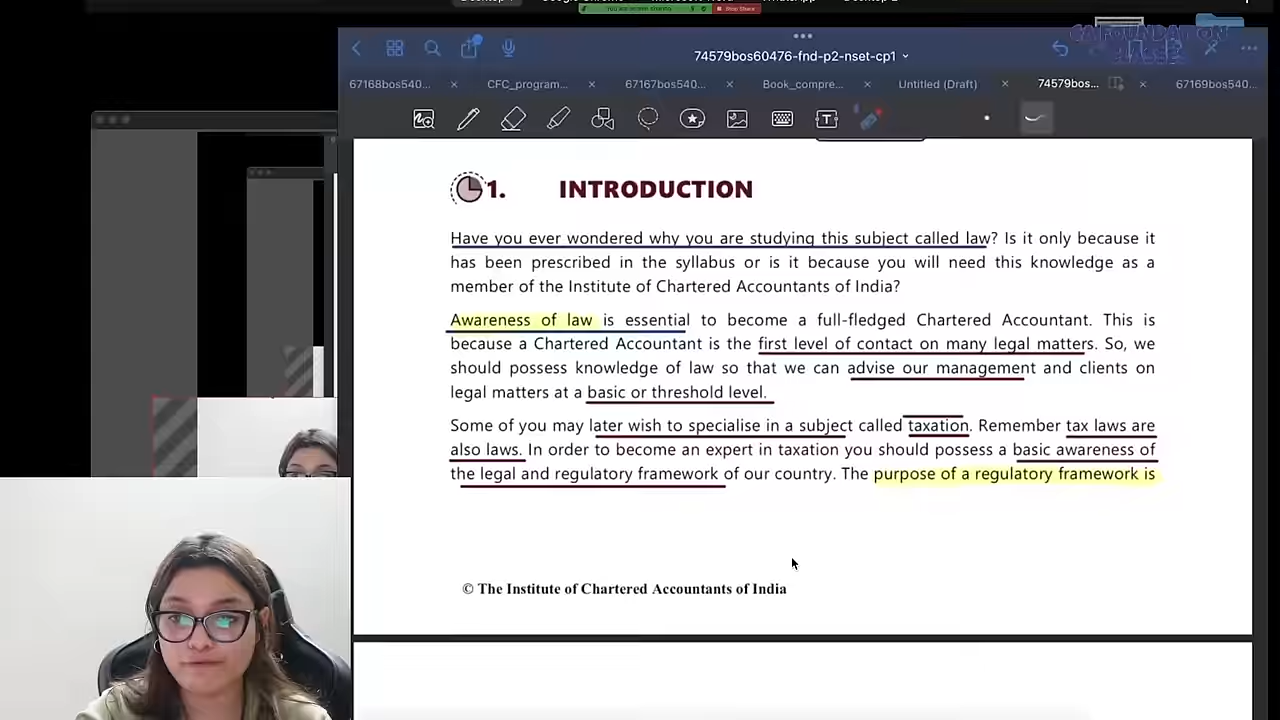 CA FOUNDATION
CLASSES
74579bos60476-fnd-p2-nset-cp1
67168bos540...
CFC_program...
67167bos540...
Book_compre...
Untitled (Draft)
74579bos...
67169bos540...
1. INTRODUCTION
Have you ever wondered why you are studying this subject called law? Is it only because it
has been prescribed in the syllabus or is it because you will need this knowledge as a
member of the Institute of Chartered Accountants of India?
Awareness of law is essential to become a full-fledged Chartered Accountant. This is
because a Chartered Accountant is the first level of contact on many legal matters. So, we
should possess knowledge of law so that we can advise our management and clients on
legal matters at a basic or threshold level.
Some of you may later wish to specialise in a subject called taxation. Remember tax laws are
also laws. In order to become an expert in taxation you should possess a basic awareness of
the legal and regulatory framework of our country. The purpose of a regulatory framework is
© The Institute of Chartered Accountants of India